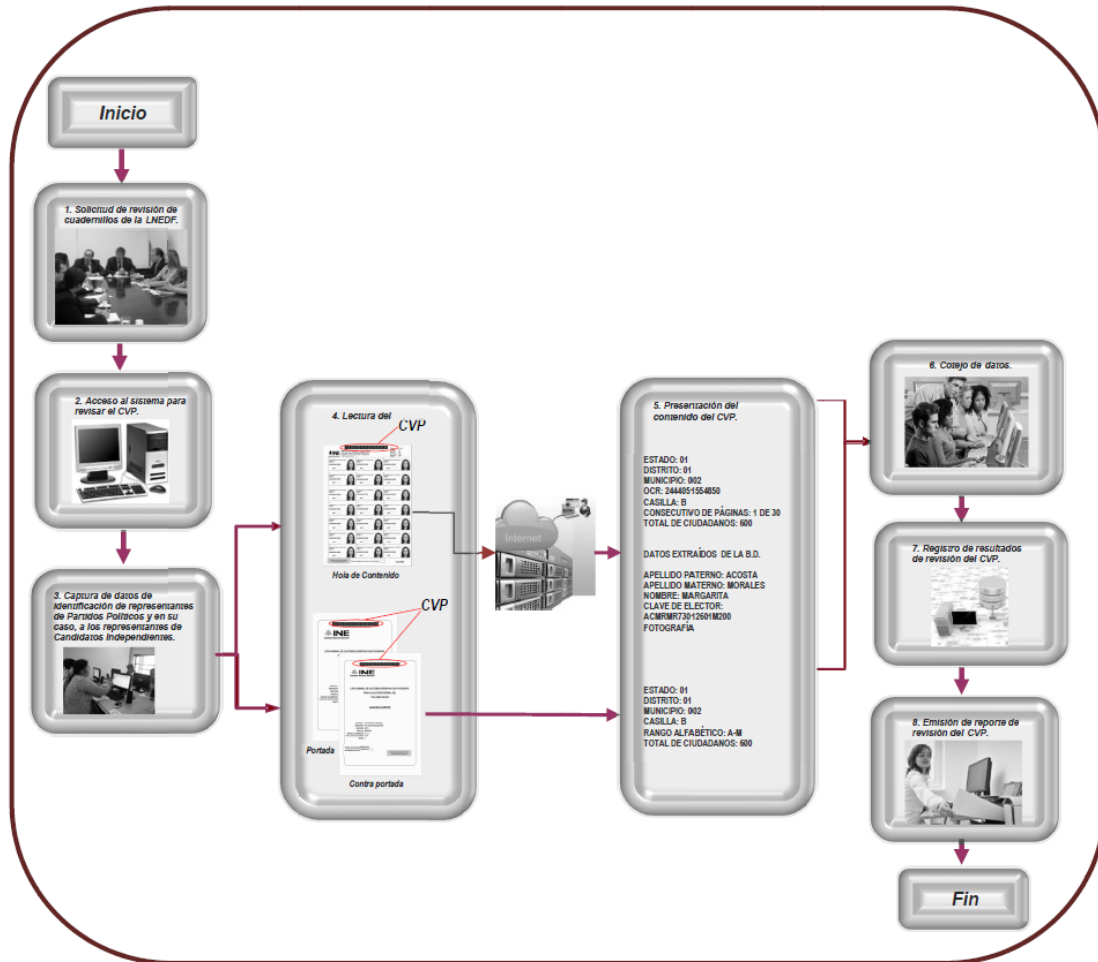 Inicio
1. Solicitud de revisión de
cuadernillos de la LNEDF.
2. Acceso al sistema para
revisar el CVP.
3. Captura de datos de
identificación de representantes
de Partidos Políticos y en su
caso, a los representantes de
Candidatos Independientes.
4. Lectura del
CVP
INE
Hoja de Contenido
CVP
INE
INE
Portada
Contra portada
Internet
5. Presentación del
contenido del CVP.
ESTADO: 01
DISTRITO: 01
MUNICIPIO: 002
OCR: 2444051554850
CASILLA: B
CONSECUTIVO DE PÁGINAS: 1 DE 30
TOTAL DE CIUDADANOS: 600
DATOS EXTRAÍDOS DE LA B.D.
APELLIDO PATERNO: ACOSTA
APELLIDO MATERNO: MORALES
NOMBRE: MARGARITA
CLAVE DE ELECTOR:
ACMRMR73012601M200
FOTOGRAFÍA
ESTADO: 01
DISTRITO: 01
MUNICIPIO: 002
CASILLA: B
RANGO ALFABÉTICO: A-M
TOTAL DE CIUDADANOS: 600
6. Cotejo de datos.
7. Registro de resultados
de revisión del CVP.
8. Emisión de reporte de
revisión del CVP.
Fin